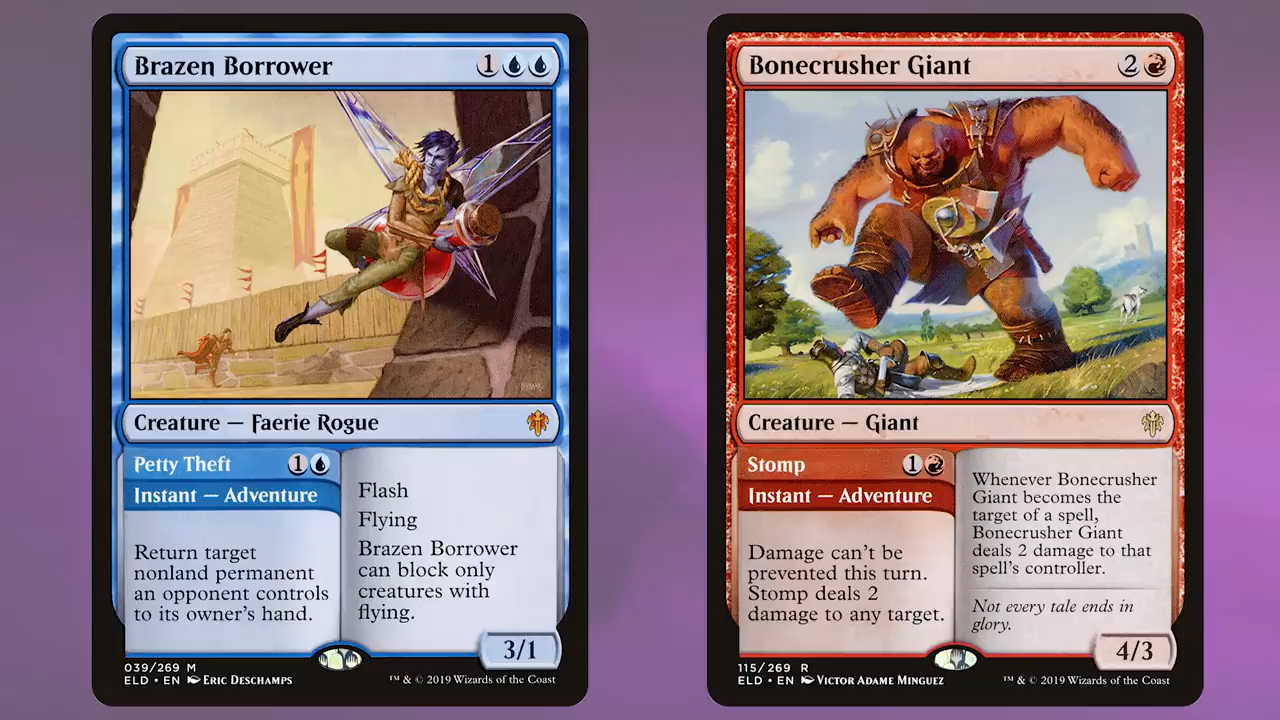 Brazen Borrower 1
Creature — Faerie Rogue
Petty Theft 1
Instant — Adventure
Return target
nonland permanent
an opponent controls
to its owner's hand.
Flash
Flying
Brazen Borrower
can block only
creatures with
flying.
3/1
039/269 M
ELD • EN Eric Deschamps
™ & © 2019 Wizards of the Coast
Bonecrusher Giant 2
Creature — Giant
Stomp 1
Instant — Adventure
Damage can't be
prevented this turn.
Stomp deals 2
damage to any target.
Whenever Bonecrusher
Giant becomes the
target of a spell,
Bonecrusher Giant
deals 2 damage to that
spell's controller.
Not every tale ends in
glory.
4/3
115/269 R
ELD • EN Victor Adame Minguez
™ & © 2019 Wizards of the Coast